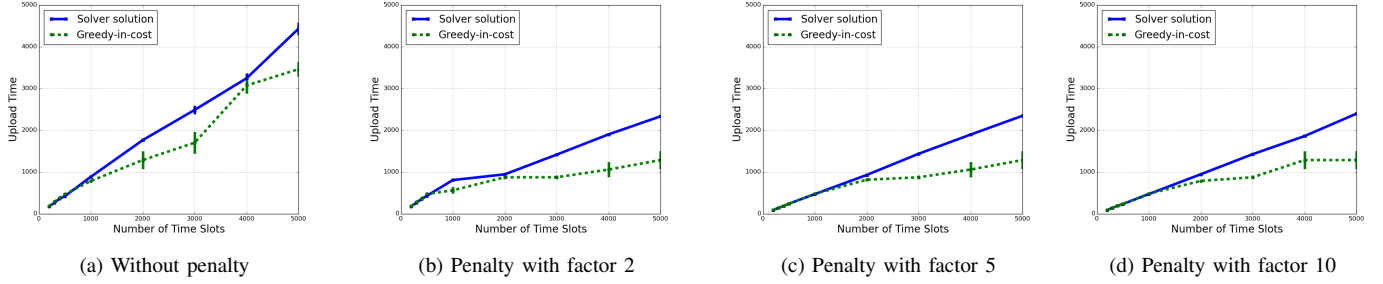 5000
4000
3000
2000
1000
0
Upload Time
Solver solution
Greedy-in-cost
0 1000 2000 3000 4000 5000
Number of Time Slots
(a) Without penalty
5000
4000
3000
2000
1000
0
Upload Time
Solver solution
Greedy-in-cost
0 1000 2000 3000 4000 5000
Number of Time Slots
(b) Penalty with factor 2
5000
4000
3000
2000
1000
0
Upload Time
Solver solution
Greedy-in-cost
0 1000 2000 3000 4000 5000
Number of Time Slots
(c) Penalty with factor 5
5000
4000
3000
2000
1000
0
Upload Time
Solver solution
Greedy-in-cost
0 1000 2000 3000 4000 5000
Number of Time Slots
(d) Penalty with factor 10